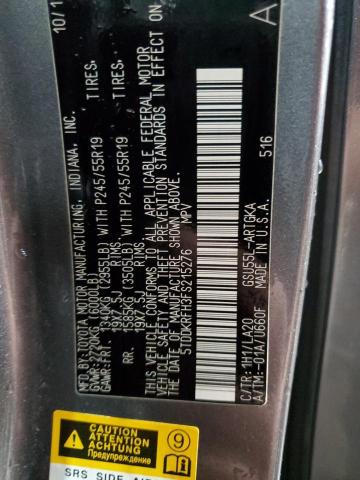 MFD. BY: TOYOTA MOTOR MANUFACTURING, INDIANA, INC. 10/1
GVWR: 2720KG (6000LB)
GAWR: FRT. 1340KG (2955LB) WITH P245/55R19 TIRES,
19X7.5J RIMS,
RR. 1585KG (3505LB) WITH P245/55R19 TIRES,
19X7.5J RIMS,
THIS VEHICLE CONFORMS TO ALL APPLICABLE FEDERAL MOTOR
VEHICLE SAFETY AND THEFT PREVENTION STANDARDS IN EFFECT
ON THE DATE OF MANUFACTURE SHOWN ABOVE.
5TDDKRFH3FS215276 MPV
A
516
C/TR: 1H1/LA20 GSU55L-ARTGKA
A/TM: -01A/U660F MADE IN U.S.A.
CAUTION
ATTENTION
ACHTUNG
Предупреждение
9
SRS SIDE